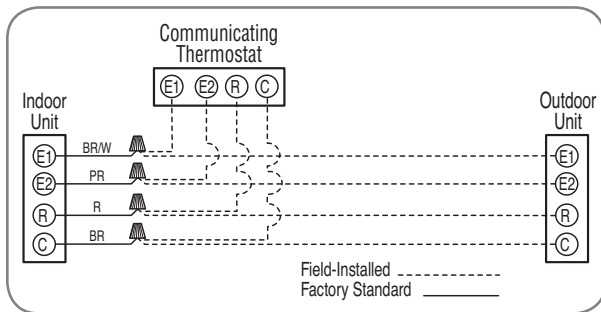 Communicating
Thermostat
E1 E2 R C
Indoor
Unit
Outdoor
Unit
E1 BR/W E1
E2 PR E2
R R R
C BR C
Field-Installed
Factory Standard